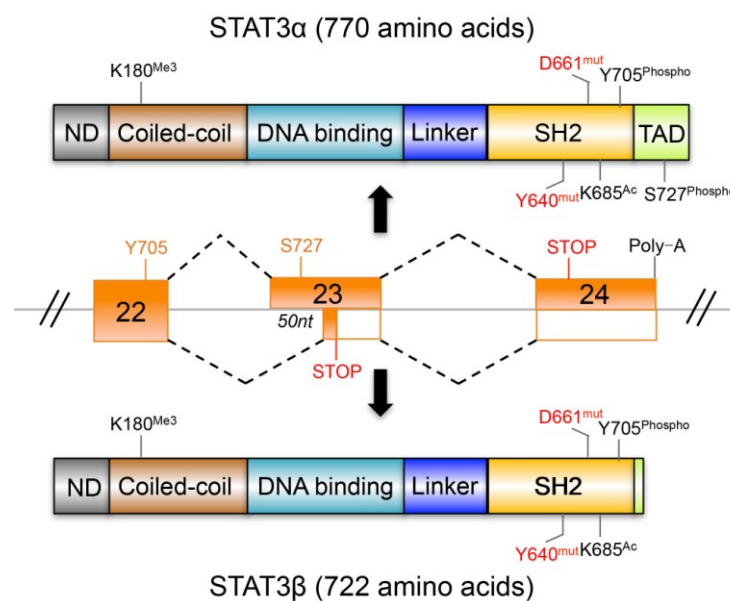 STAT3α (770 amino acids)
K180Me3
D661mut
Y705Phospho
ND Coiled-coil DNA binding Linker SH2 TAD
Y640mut
K685Ac
S727Phospho
Y705
S727
STOP
Poly-A
22
23
24
50nt
STOP
K180Me3
D661mut
Y705Phospho
ND Coiled-coil DNA binding Linker SH2
Y640mut
K685Ac
STAT3β (722 amino acids)